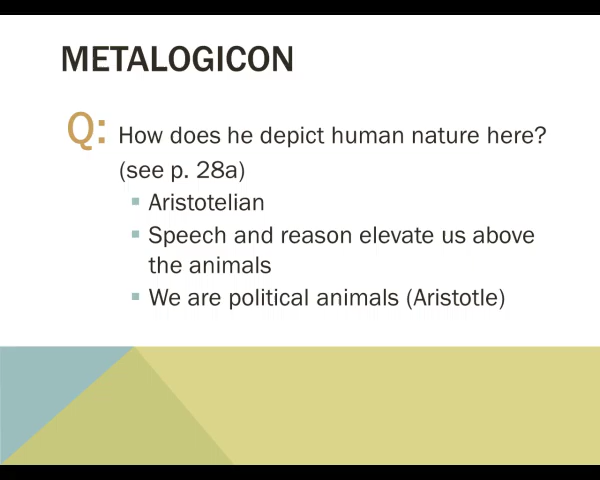 METALOGICON
Q: How does he depict human nature here?
(see p. 28a)
▪ Aristotelian
▪ Speech and reason elevate us above
the animals
▪ We are political animals (Aristotle)